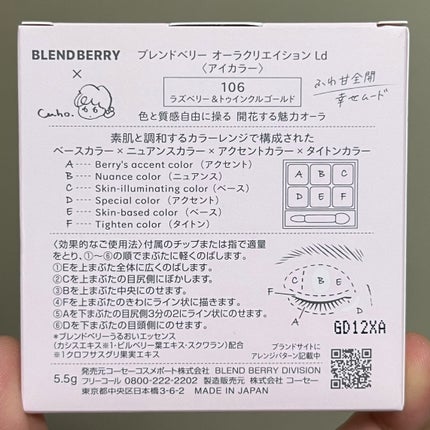 BLENDBERRY
×
Cenho.
ブレンドベリー オーラクリエイション Ld
〈アイカラー〉
106
ラズベリー&トゥインクルゴールド
ふわ甘全開
幸せムード
色と質感自由に操る 開花する魅力オーラ
素肌と調和するカラーレンジで構成された
ベースカラー × ニュアンスカラー × アクセントカラー × タイトンカラー
A ---- Berry's accent color（アクセント）
B ---- Nuance color（ニュアンス）
C ---- Skin-illuminating color（ベース）
D ---- Special color（アクセント）
E ---- Skin-based color（ベース）
F ---- Tighten color（タイトン）
A B C
D E F
〈効果的なご使用法〉付属のチップまたは指で適量
をとり、①〜⑥の順でまぶたに軽くのばします。
①Eを上まぶた全体に広くのばします。
②Cを上まぶたの目尻側にぼかします。
③Bを上まぶた中央にのせます。
④Fを上まぶたのきわにライン状に描きます。
⑤Aを下まぶたの目尻側3分の2にライン状にのせます。
⑥Dを下まぶたの目頭側にのせます。
C B E
F
A D
GD12XA
＊ブレンドベリーうるおいエッセンス
（カシスエキス※1・ビルベリー葉エキス・スクワラン）配合
※1クロフサスグリ果実エキス
ブランドサイトに
アレンジパターン記載中
5.5g
発売元 コーセーコスメポート株式会社 BLEND BERRY DIVISION
フリーコール 0800-222-2202 製造販売元 株式会社 コーセー
東京都中央区日本橋3-6-2 MADE IN JAPAN